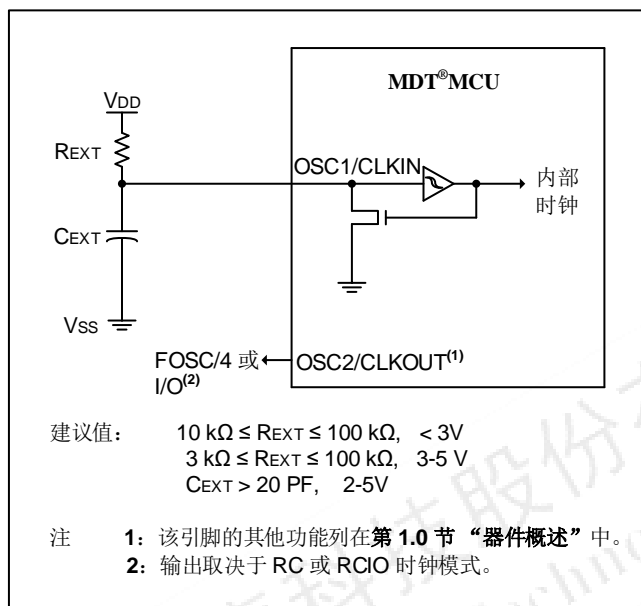 MDT®MCU
VDD
REXT
OSC1/CLKIN
内部
时钟
CEXT
VSS
FOSC/4 或
I/O(2)
OSC2/CLKOUT(1)
建议值: 10 kΩ ≤ REXT ≤ 100 kΩ, < 3V
3 kΩ ≤ REXT ≤ 100 kΩ, 3-5 V
CEXT > 20 PF, 2-5V
注 1: 该引脚的其他功能列在第 1.0 节 “器件概述”中。
2: 输出取决于 RC 或 RCIO 时钟模式。